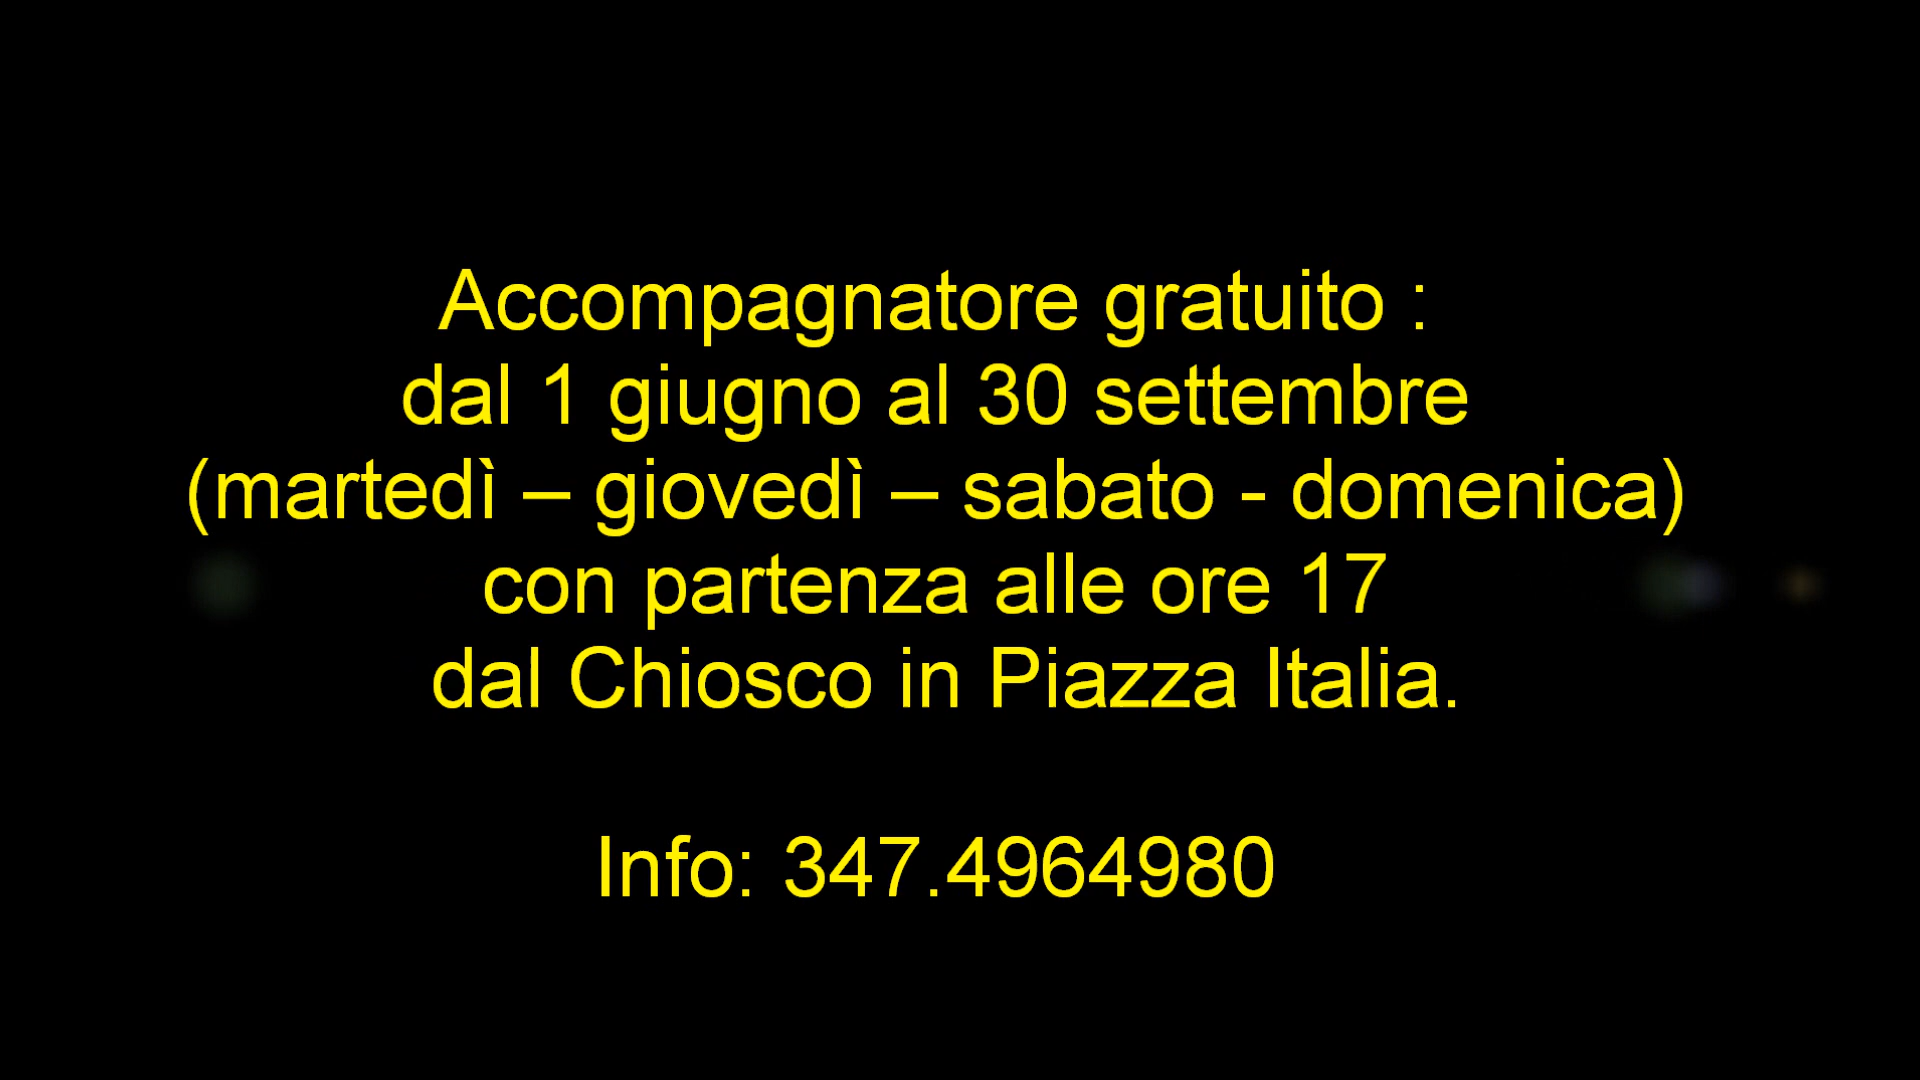 Accompagnatore gratuito :
dal 1 giugno al 30 settembre
(martedì – giovedì – sabato - domenica)
con partenza alle ore 17
dal Chiosco in Piazza Italia.
Info: 347.4964980